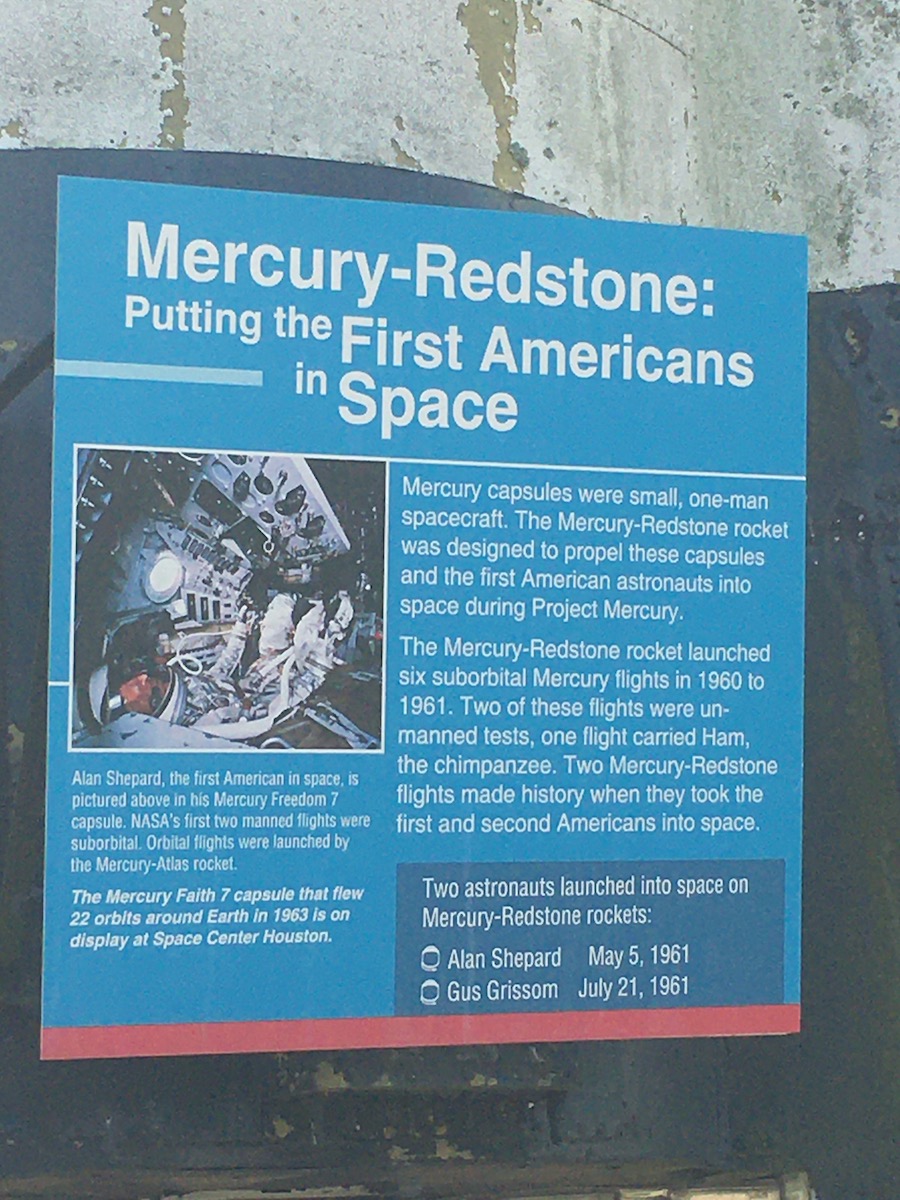 Mercury-Redstone:
Putting the First Americans
in Space
Mercury capsules were small, one-man
spacecraft. The Mercury-Redstone rocket
was designed to propel these capsules
and the first American astronauts into
space during Project Mercury.
The Mercury-Redstone rocket launched
six suborbital Mercury flights in 1960 to
1961. Two of these flights were un-
manned tests, one flight carried Ham,
the chimpanzee. Two Mercury-Redstone
flights made history when they took the
first and second Americans into space.
Alan Shepard, the first American in space, is
pictured above in his Mercury Freedom 7
capsule. NASA's first two manned flights were
suborbital. Orbital flights were launched by
the Mercury-Atlas rocket.
The Mercury Faith 7 capsule that flew
22 orbits around Earth in 1963 is on
display at Space Center Houston.
Two astronauts launched into space on
Mercury-Redstone rockets:
Alan Shepard May 5, 1961
Gus Grissom July 21, 1961